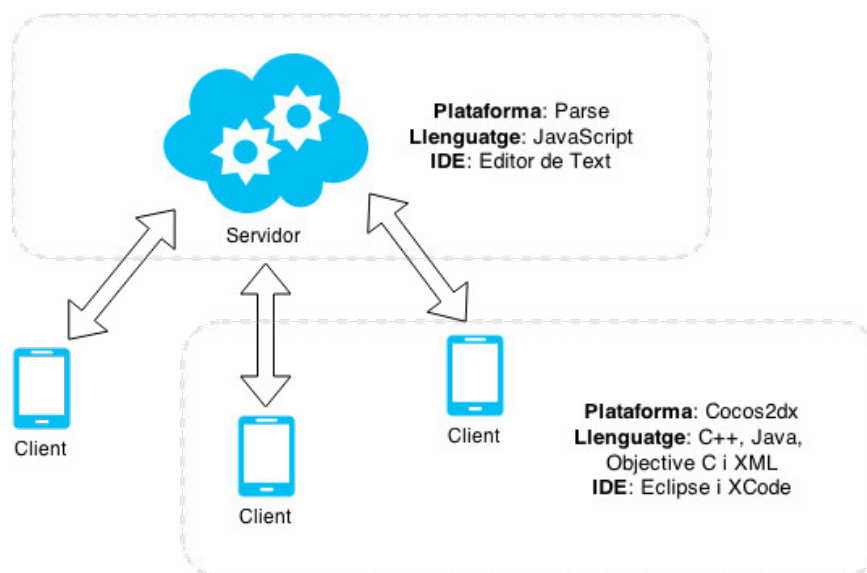 Plataforma: Parse
Llenguatge: JavaScript
IDE: Editor de Text
Servidor
Client
Client
Client
Plataforma: Cocos2dx
Llenguatge: C++, Java,
Objective C i XML
IDE: Eclipse i XCode